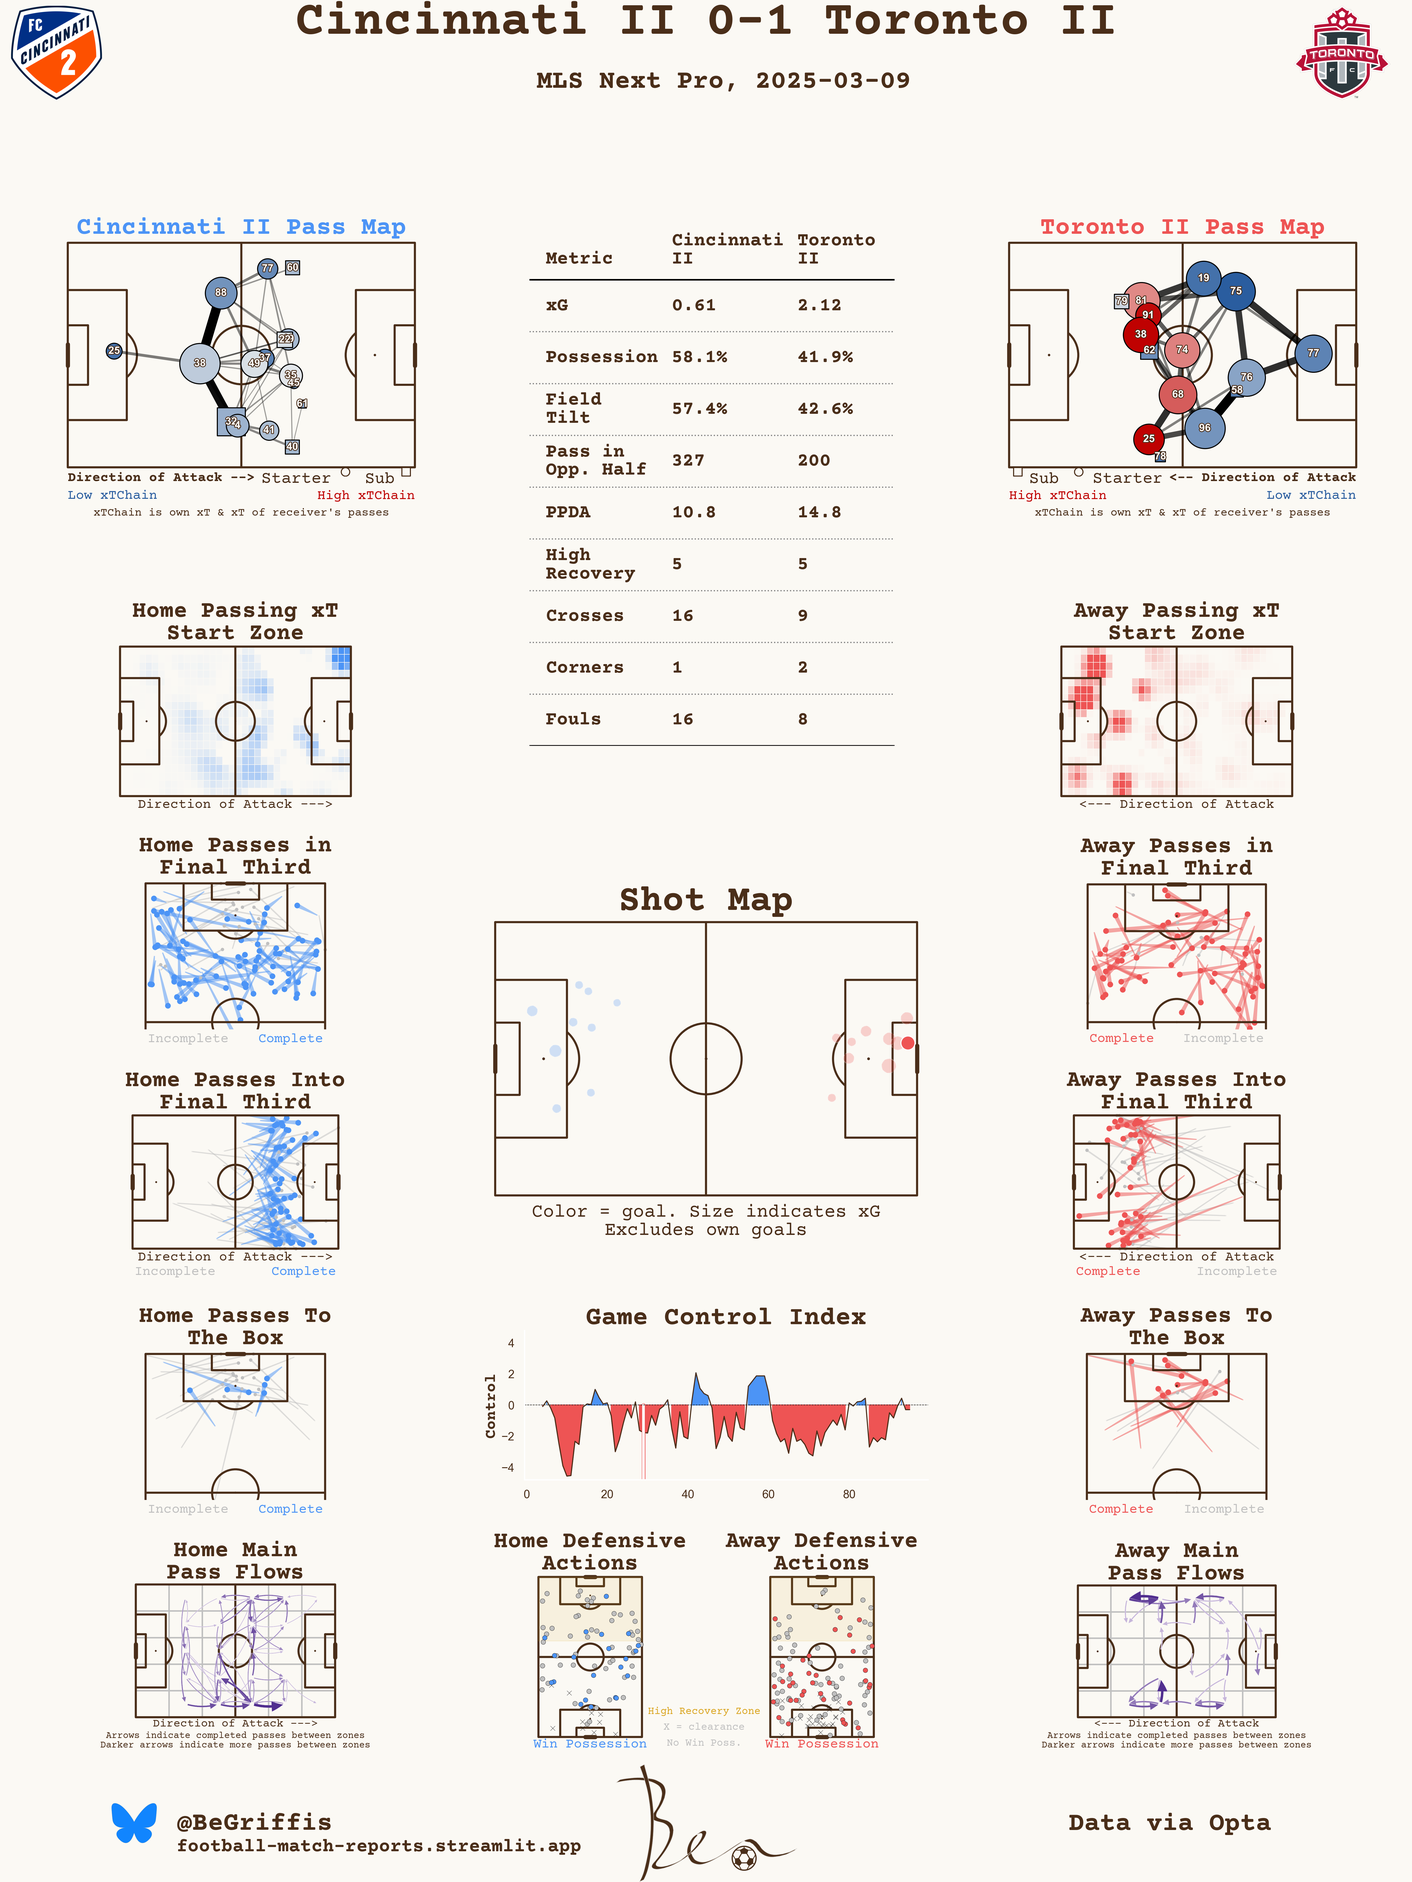 Cincinnati II 0-1 Toronto II
MLS Next Pro, 2025-03-09
FC
CINCINNATI
2
TORONTO
F C
Cincinnati II Pass Map
77
60
88
22
25
38
49
37
35
45
61
32
4
41
40
Direction of Attack --> Starter Sub
Low xTChain High xTChain
xTChain is own xT & xT of receiver's passes
Metric Cincinnati II Toronto II
xG 0.61 2.12
Possession 58.1% 41.9%
Field Tilt 57.4% 42.6%
Pass in Opp. Half 327 200
PPDA 10.8 14.8
High Recovery 5 5
Crosses 16 9
Corners 1 2
Fouls 16 8
Toronto II Pass Map
19
75
79
81
91
38
62
74
77
76
58
68
96
25
78
Sub Starter <-- Direction of Attack
High xTChain Low xTChain
xTChain is own xT & xT of receiver's passes
Home Passing xT
Start Zone
Direction of Attack --->
Away Passing xT
Start Zone
<--- Direction of Attack
Home Passes in
Final Third
Incomplete Complete
Shot Map
Color = goal. Size indicates xG
Excludes own goals
Away Passes in
Final Third
Complete Incomplete
Home Passes Into
Final Third
Direction of Attack --->
Incomplete Complete
Away Passes Into
Final Third
<--- Direction of Attack
Complete Incomplete
Home Passes To
The Box
Incomplete Complete
Game Control Index
Control
4
2
0
−2
−4
0 20 40 60 80
Away Passes To
The Box
Complete Incomplete
Home Main
Pass Flows
Direction of Attack --->
Arrows indicate completed passes between zones
Darker arrows indicate more passes between zones
Home Defensive
Actions
Win Possession
High Recovery Zone
X = clearance
No Win Poss.
Away Defensive
Actions
Win Possession
Away Main
Pass Flows
<--- Direction of Attack
Arrows indicate completed passes between zones
Darker arrows indicate more passes between zones
@BeGriffis
football-match-reports.streamlit.app
Ben
Data via Opta